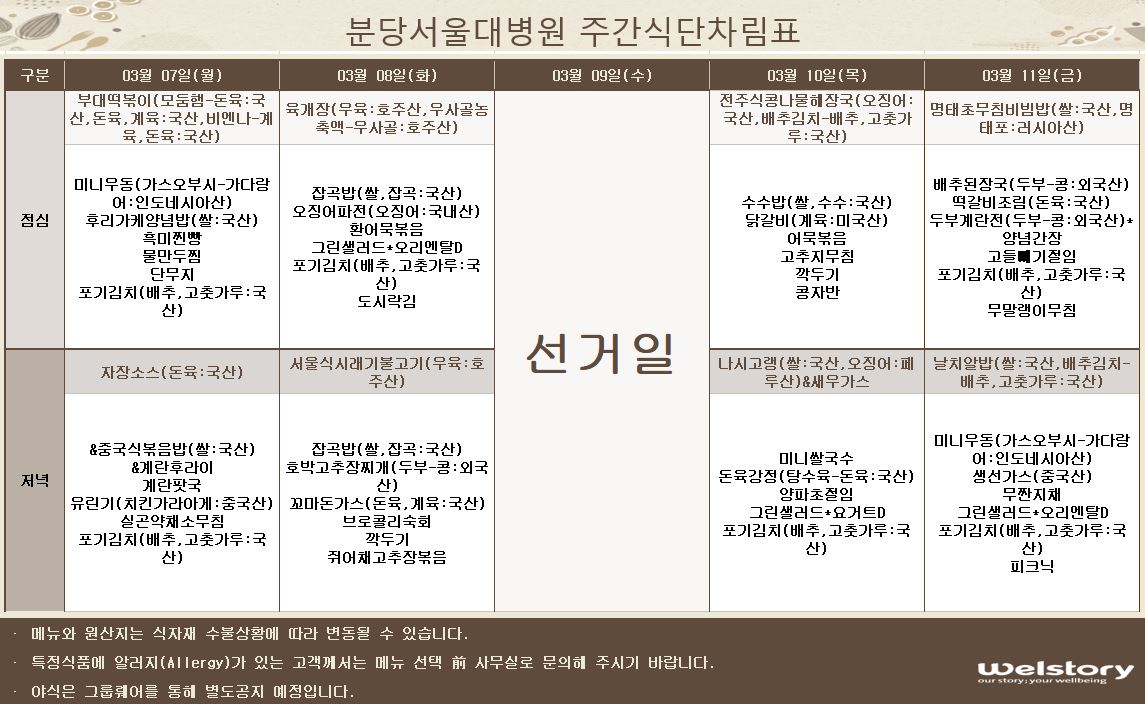 분당서울대병원 주간식단차림표
구분
03월 07일(월)
03월 08일(화)
03월 09일(수)
03월 10일(목)
03월 11일(금)
점심
부대떡볶이(모둠햄-돈육:국
산,돈육,계육:국산,비엔나-계
육,돈육:국산)
미니우동(가스오부시-가다랑
어:인도네시아산)
후리가케양념밥(쌀:국산)
흑미찐빵
물만두찜
단무지
포기김치(배추,고춧가루:국
산)
육개장(우육:호주산,우사골농
축액-우사골:호주산)
잡곡밥(쌀,잡곡:국산)
오징어파전(오징어:국내산)
환어묵볶음
그린샐러드*오리엔탈D
포기김치(배추,고춧가루:국
산)
도시락김
선거일
전주식콩나물해장국(오징어:
국산,배추김치-배추,고춧가
루:국산)
수수밥(쌀,수수:국산)
닭갈비(계육:미국산)
어묵볶음
고추지무침
깍두기
콩자반
명태초무침비빔밥(쌀:국산,명
태포:러시아산)
배추된장국(두부-콩:외국산)
떡갈비조림(돈육:국산)
두부계란전(두부-콩:외국산)*
양념간장
고들빼기절임
포기김치(배추,고춧가루:국
산)
무말랭이무침
저녁
자장소스(돈육:국산)
&중국식볶음밥(쌀:국산)
&계란후라이
계란팟국
유린기(치킨가라아게:중국산)
실곤약채소무침
포기김치(배추,고춧가루:국
산)
서울식시래기불고기(우육:호
주산)
잡곡밥(쌀,잡곡:국산)
호박고추장찌개(두부-콩:외국
산)
꼬마돈가스(돈육,계육:국산)
브로콜리숙회
깍두기
쥐어채고추장볶음
나시고랭(쌀:국산,오징어:페
루산)&새우가스
미니쌀국수
돈육강정(탕수육-돈육:국산)
양파초절임
그린샐러드*요거트D
포기김치(배추,고춧가루:국
산)
날치알밥(쌀:국산,배추김치-
배추,고춧가루:국산)
미니우동(가스오부시-가다랑
어:인도네시아산)
생선가스(중국산)
무짠지채
그린샐러드*오리엔탈D
포기김치(배추,고춧가루:국
산)
피크닉
· 메뉴와 원산지는 식자재 수불상황에 따라 변동될 수 있습니다.
· 특정식품에 알러지(Allergy)가 있는 고객께서는 메뉴 선택 前 사무실로 문의해 주시기 바랍니다.
· 야식은 그룹웨어를 통해 별도공지 예정입니다.
welstory
our story; your wellbeing